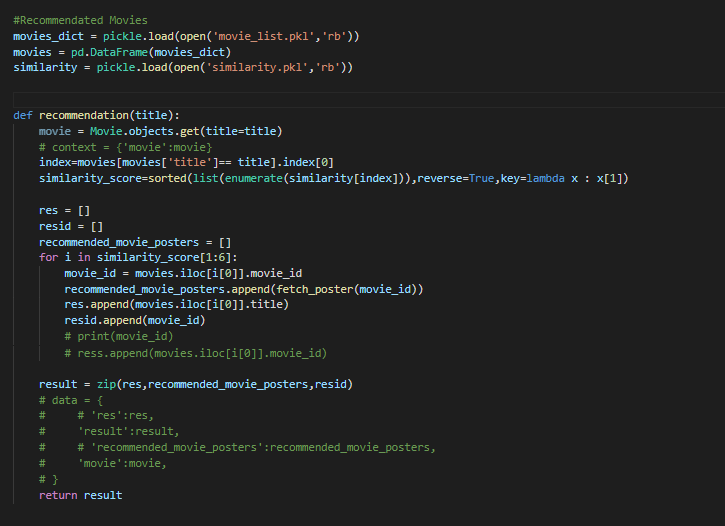 #Recommendated Movies
movies_dict = pickle.load(open('movie_list.pkl','rb'))
movies = pd.DataFrame(movies_dict)
similarity = pickle.load(open('similarity.pkl','rb'))
def recommendation(title):
    movie = Movie.objects.get(title=title)
    # context = {'movie':movie}
    index=movies[movies['title']== title].index[0]
    similarity_score=sorted(list(enumerate(similarity[index])),reverse=True,key=lambda x : x[1])
    res = []
    resid = []
    recommended_movie_posters = []
    for i in similarity_score[1:6]:
        movie_id = movies.iloc[i[0]].movie_id
        recommended_movie_posters.append(fetch_poster(movie_id))
        res.append(movies.iloc[i[0]].title)
        resid.append(movie_id)
        # print(movie_id)
        # ress.append(movies.iloc[i[0]].movie_id)
    result = zip(res,recommended_movie_posters,resid)
    # data = {
    #     # 'res':res,
    #     'result':result,
    #     # 'recommended_movie_posters':recommended_movie_posters,
    #     'movie':movie,
    # }
    return result